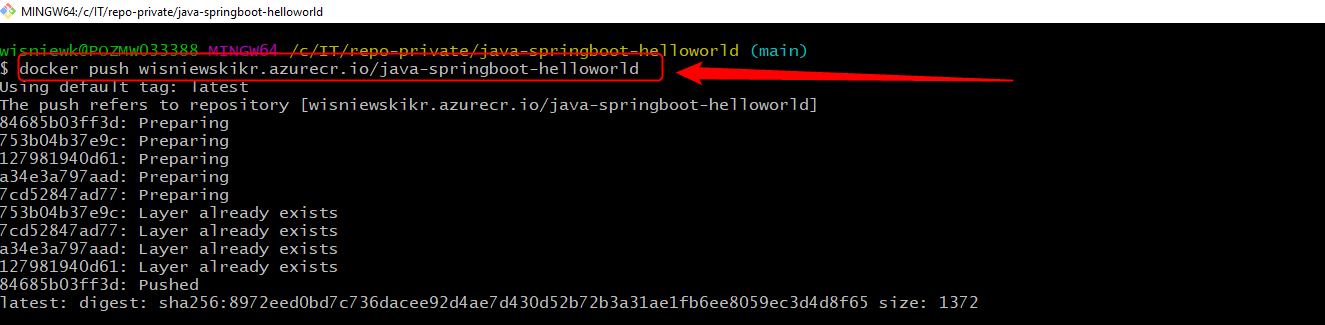 MINGW64:/c/IT/repo-private/java-springboot-helloworld
wisniewk@POZMWO33388 MINGW64 /c/IT/repo-private/java-springboot-helloworld (main)
$ docker push wisniewskikr.azurecr.io/java-springboot-helloworld
Using default tag: latest
The push refers to repository [wisniewskikr.azurecr.io/java-springboot-helloworld]
84685b03ff3d: Preparing
753b04b37e9c: Preparing
127981940d61: Preparing
a34e3a797aad: Preparing
7cd52847ad77: Preparing
753b04b37e9c: Layer already exists
7cd52847ad77: Layer already exists
a34e3a797aad: Layer already exists
127981940d61: Layer already exists
84685b03ff3d: Pushed
latest: digest: sha256:8972eed0bd7c736dacee92d4ae7d430d52b72b3a31ae1fb6ee8059ec3d4d8f65 size: 1372